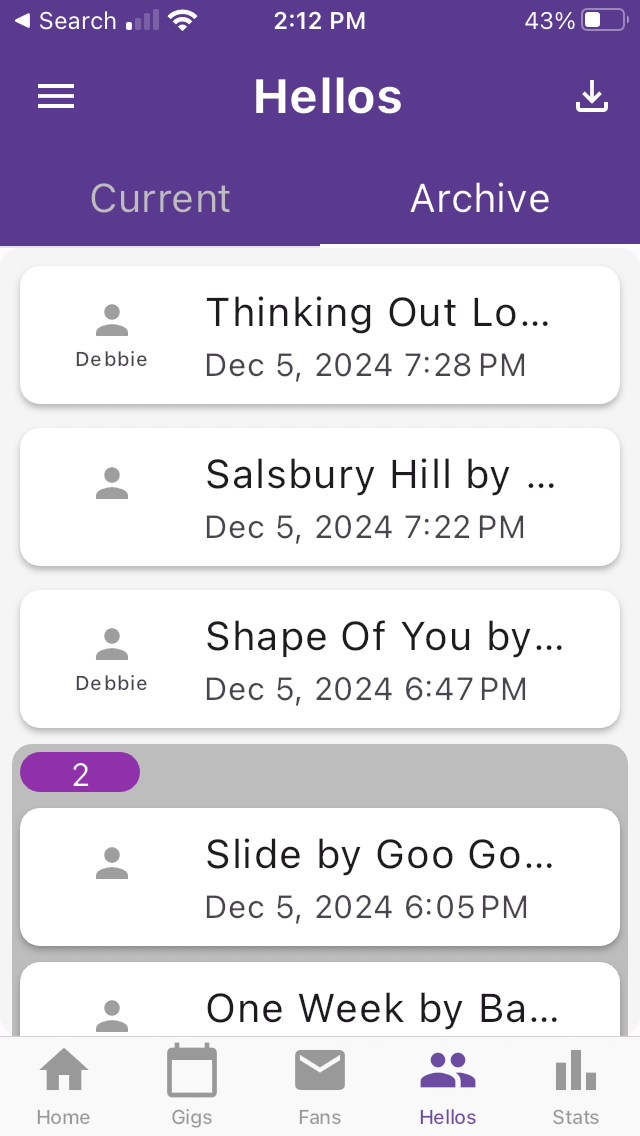 Search 2:12 PM 43%
Hellos
Current Archive
Thinking Out Lo...
Debbie
Dec 5, 2024 7:28 PM
Salsbury Hill by ...
Dec 5, 2024 7:22 PM
Shape Of You by...
Debbie
Dec 5, 2024 6:47 PM
2
Slide by Goo Go...
Dec 5, 2024 6:05 PM
One Week by Ba...
Home Gigs Fans Hellos Stats